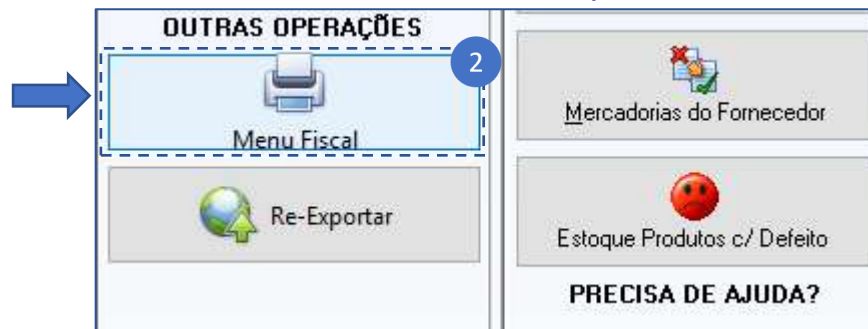 OUTRAS OPERAÇÕES
2
Menu Fiscal
Re-Exportar
Mercadorias do Fornecedor
Estoque Produtos c/ Defeito
PRECISA DE AJUDA?